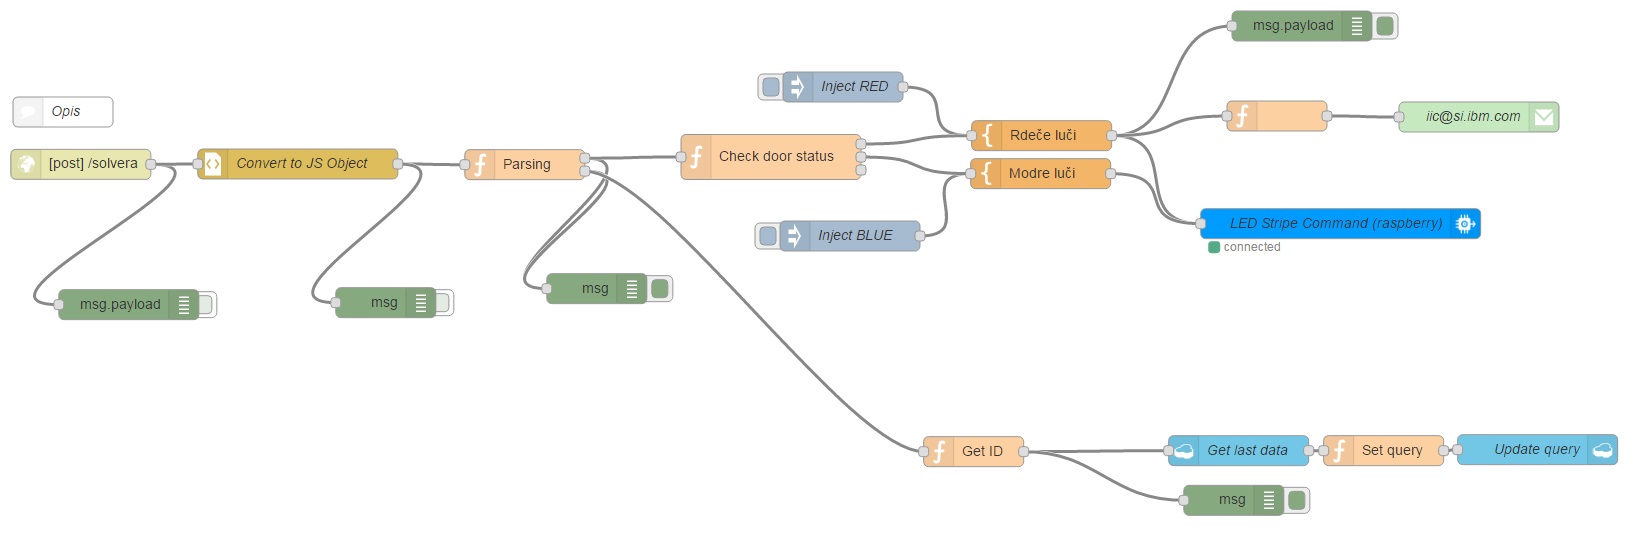 msg.payload
Inject RED
Opis
Rdeče luči
iic@si.ibm.com
[post] /solvera
Convert to JS Object
Parsing
Check door status
Modre luči
Inject BLUE
LED Stripe Command (raspberry)
connected
msg.payload
msg
msg
Get ID
Get last data
Set query
Update query
msg